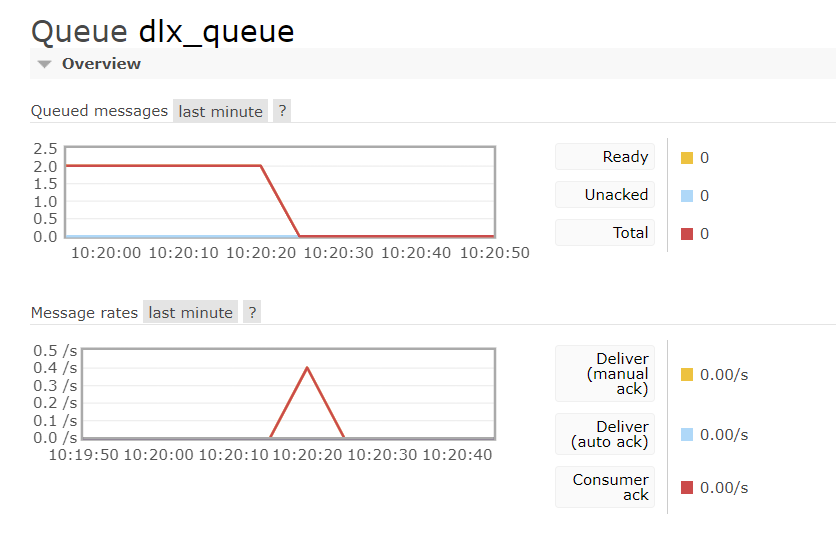 Queue dlx_queue
Overview
Queued messages last minute ?
2.5
2.0
1.5
1.0
0.5
0.0
10:20:00 10:20:10 10:20:20 10:20:30 10:20:40 10:20:50
Ready 0
Unacked 0
Total 0
Message rates last minute ?
0.5 /s
0.4 /s
0.3 /s
0.2 /s
0.1 /s
0.0 /s
10:19:50 10:20:00 10:20:10 10:20:20 10:20:30 10:20:40
Deliver
(manual
ack)
0.00/s
Deliver
(auto ack)
0.00/s
Consumer
ack
0.00/s